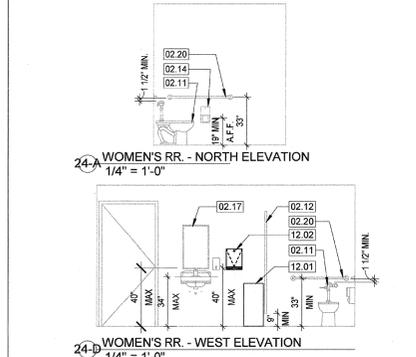 02.20
02.14
02.11
1 1/2" MIN.
19" MIN
A.F.F.
33"
24-A WOMEN'S RR. - NORTH ELEVATION
1/4" = 1'-0"
02.17
02.12
02.20
12.02
02.11
12.01
1 1/2" MIN.
40"
MAX
34"
MAX
40"
MAX
9"
MIN
33"
MIN
24-B WOMEN'S RR. - WEST ELEVATION
1/4" = 1'-0"